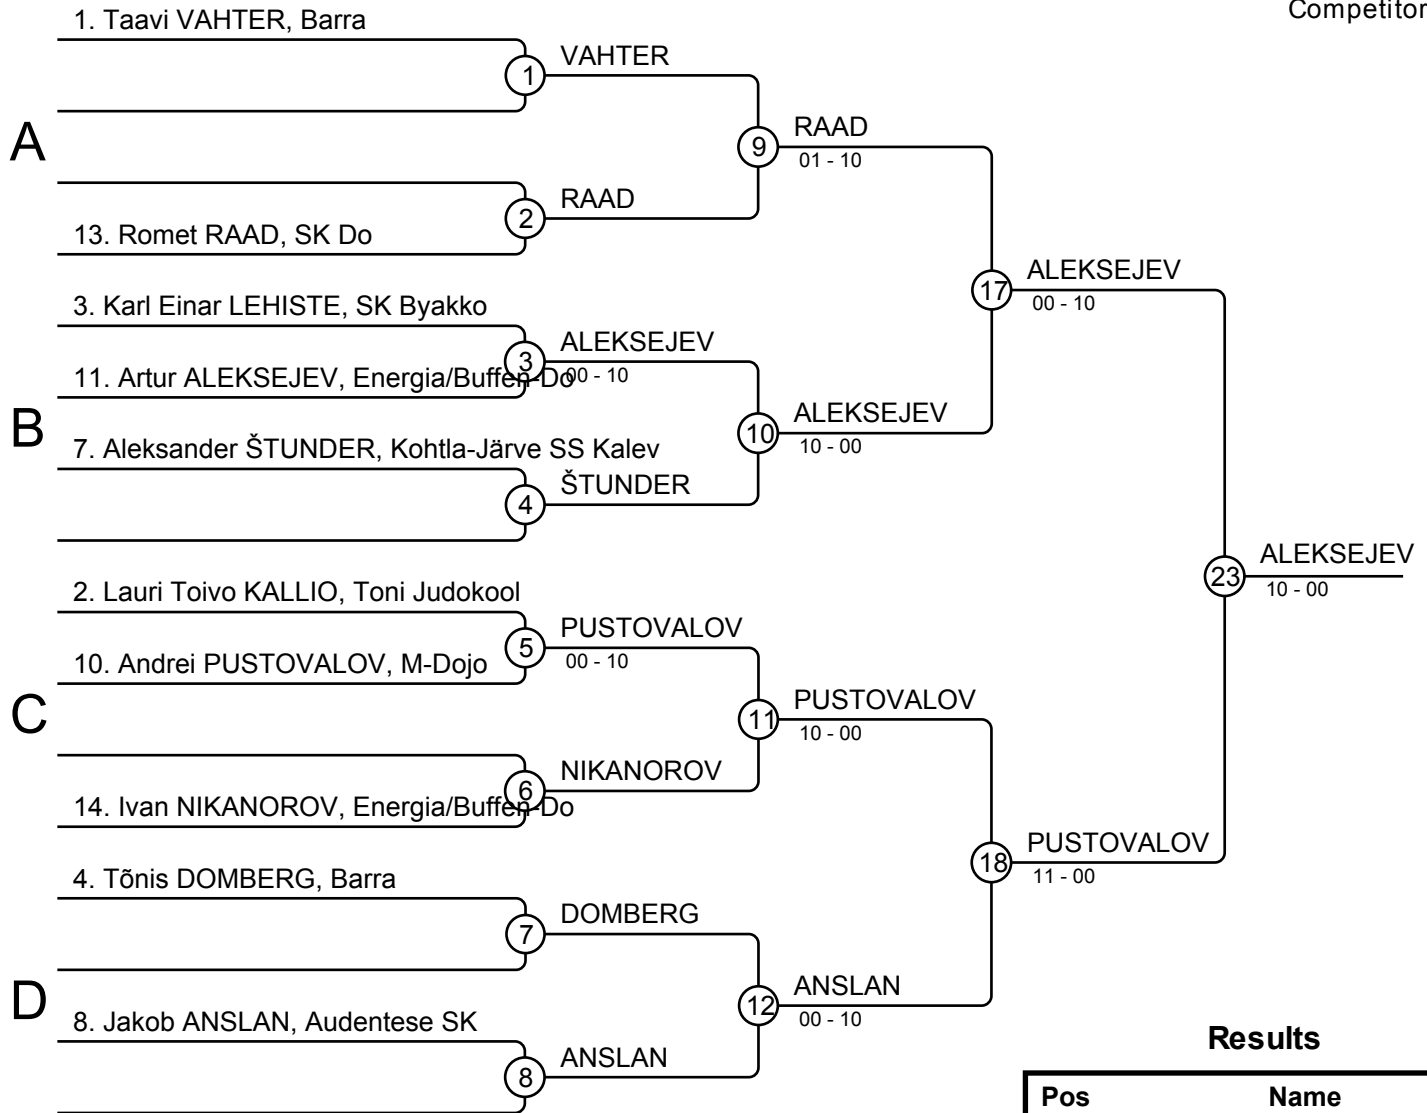 Competitor
1. Taavi VAHTER, Barra
1
VAHTER
A
9
RAAD
01 - 10
2
RAAD
13. Romet RAAD, SK Do
3. Karl Einar LEHISTE, SK Byakko
17
ALEKSEJEV
00 - 10
3
ALEKSEJEV
00 - 10
11. Artur ALEKSEJEV, Energia/Buffen-Do
B
10
ALEKSEJEV
10 - 00
7. Aleksander ŠTUNDER, Kohtla-Järve SS Kalev
4
ŠTUNDER
23
ALEKSEJEV
10 - 00
2. Lauri Toivo KALLIO, Toni Judokool
5
PUSTOVALOV
00 - 10
10. Andrei PUSTOVALOV, M-Dojo
C
11
PUSTOVALOV
10 - 00
6
NIKANOROV
14. Ivan NIKANOROV, Energia/Buffen-Do
18
PUSTOVALOV
11 - 00
4. Tõnis DOMBERG, Barra
7
DOMBERG
D
12
ANSLAN
00 - 10
8. Jakob ANSLAN, Audentese SK
8
ANSLAN
Results
Pos Name